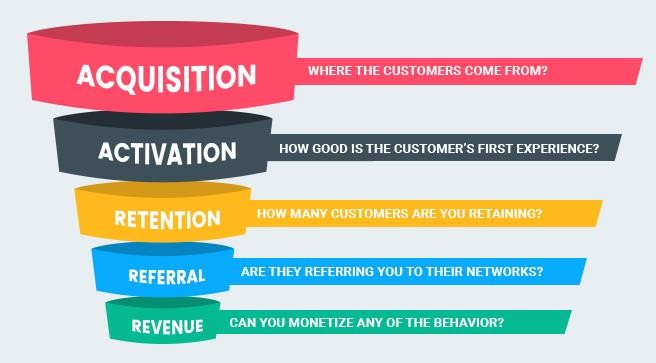 ACQUISITION
WHERE THE CUSTOMERS COME FROM?
ACTIVATION
HOW GOOD IS THE CUSTOMER'S FIRST EXPERIENCE?
RETENTION
HOW MANY CUSTOMERS ARE YOU RETAINING?
REFERRAL
ARE THEY REFERRING YOU TO THEIR NETWORKS?
REVENUE
CAN YOU MONETIZE ANY OF THE BEHAVIOR?